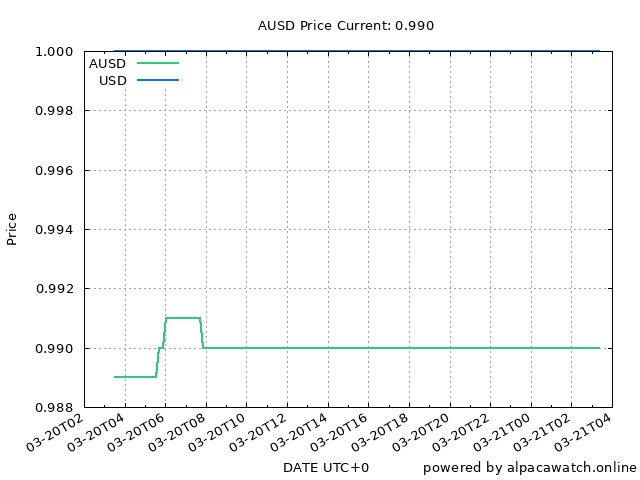 AUSD Price Current: 0.990
1.000
AUSD
USD
0.998
0.996
0.994
Price
0.992
0.990
0.988
03-20T02
03-20T04
03-20T06
03-20T08
03-20T10
03-20T12
03-20T14
03-20T16
03-20T18
03-20T20
03-20T22
03-21T00
03-21T02
03-21T04
DATE UTC+0
powered by alpacawatch.online